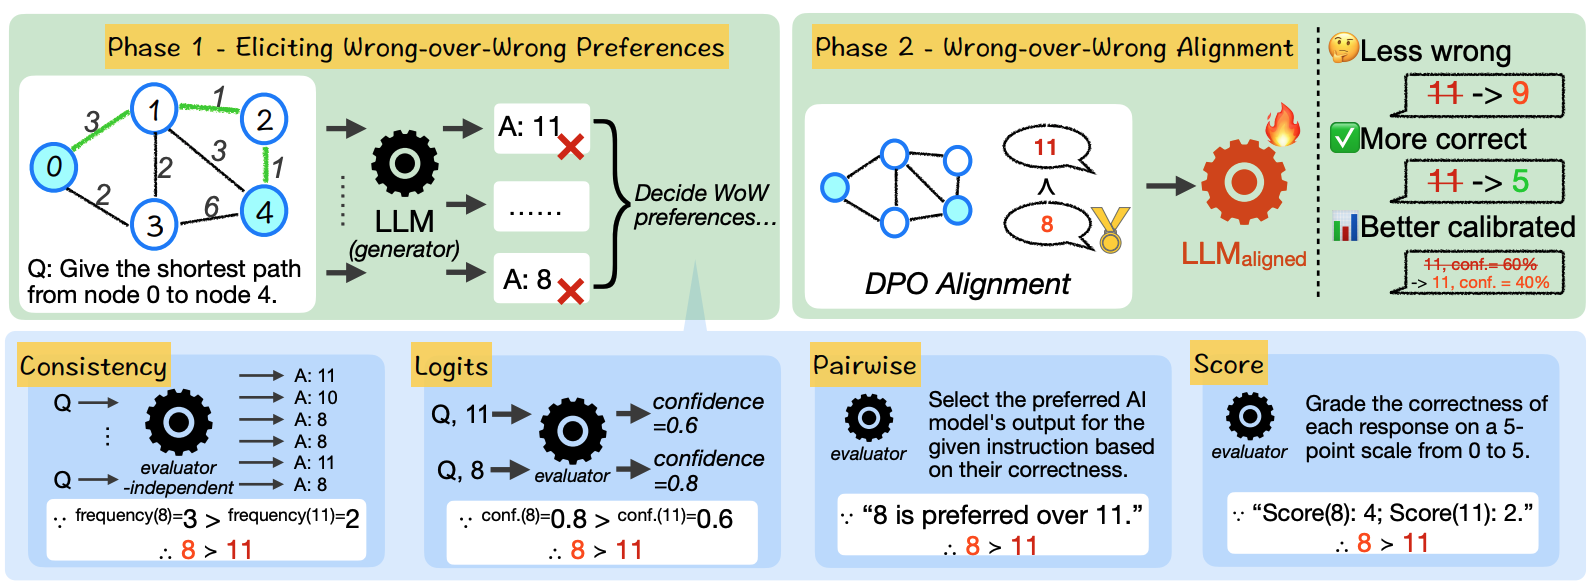 Phase 1 - Eliciting Wrong-over-Wrong Preferences
3
1
1
2
0
2
3
1
2
3
6
4
Q: Give the shortest path
from node 0 to node 4.
LLM
(generator)
A: 11
......
A: 8
Decide WoW
preferences...
Phase 2 - Wrong-over-Wrong Alignment
11
8
DPO Alignment
LLMaligned
Less wrong
11 -> 9
More correct
11 -> 5
Better calibrated
11, conf.= 60%
-> 11, conf. = 40%
Consistency
Q
Q
evaluator
-independent
A: 11
A: 10
A: 8
A: 8
A: 11
A: 8
∵ frequency(8)=3 > frequency(11)=2
∴ 8 > 11
Logits
Q, 11
Q, 8
evaluator
confidence
=0.6
confidence
=0.8
∵ conf.(8)=0.8 > conf.(11)=0.6
∴ 8 > 11
Pairwise
evaluator
Select the preferred AI
model's output for the
given instruction based
on their correctness.
∵ “8 is preferred over 11.”
∴ 8 > 11
Score
evaluator
Grade the correctness of
each response on a 5-
point scale from 0 to 5.
∵ “Score(8): 4; Score(11): 2.”
∴ 8 > 11